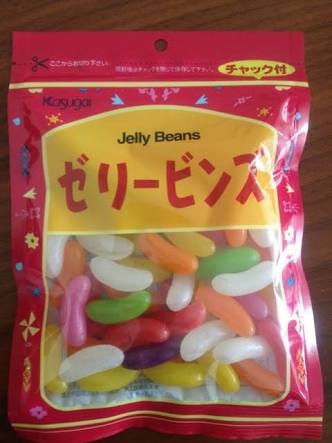 ここからお切り下さい。
開封後はチャックを閉じて保存して下さい。
チャック付
Kasugai
Jelly Beans
ゼリービンズ